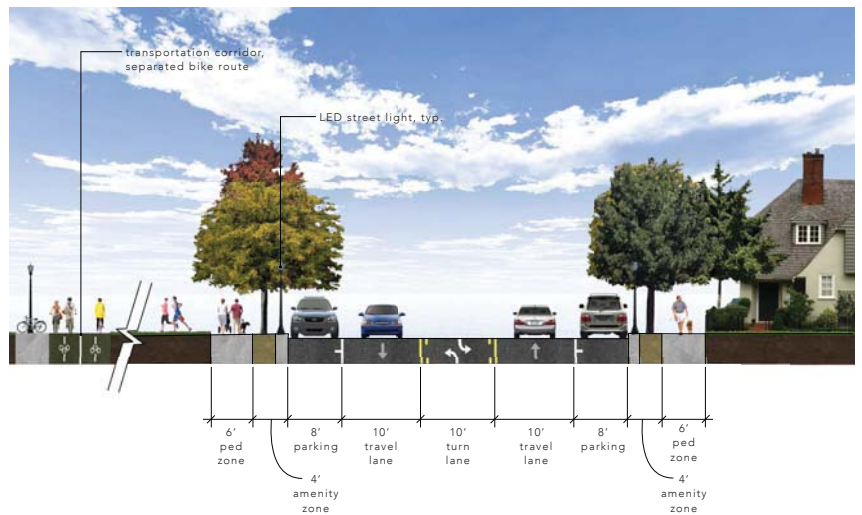 transportation corridor,
separated bike route
LED street light, typ.
6'
ped
zone
4'
amenity
zone
8'
parking
10'
travel
lane
10'
turn
lane
10'
travel
lane
8'
parking
4'
amenity
zone
6'
ped
zone